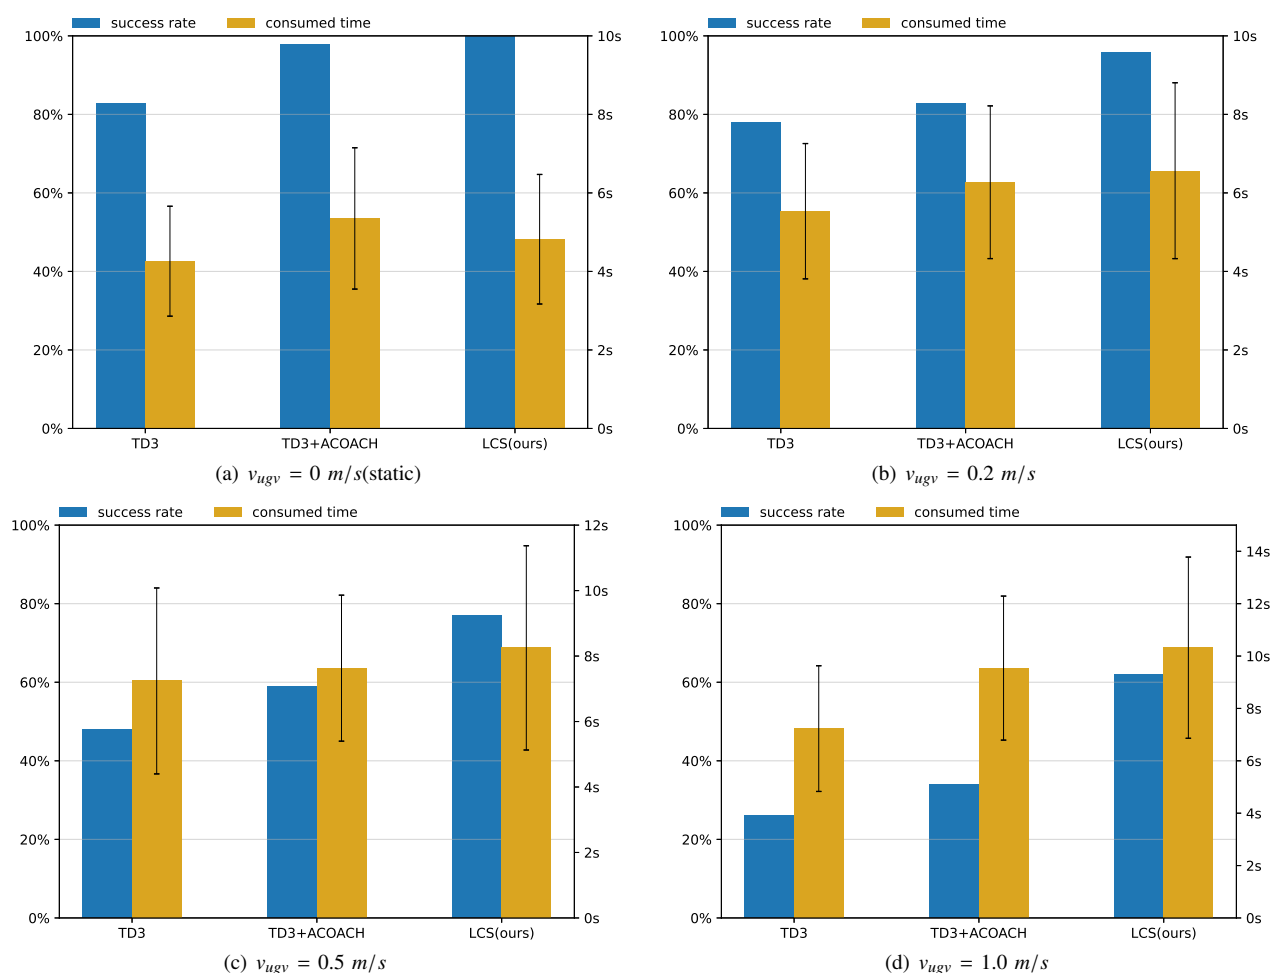 success rate consumed time
100%
80%
60%
40%
20%
0%
10s
8s
6s
4s
2s
0s
TD3 TD3+ACOACH LCS(ours)
(a) v_ugv = 0 m/s(static)
success rate consumed time
100%
80%
60%
40%
20%
0%
10s
8s
6s
4s
2s
0s
TD3 TD3+ACOACH LCS(ours)
(b) v_ugv = 0.2 m/s
success rate consumed time
100%
80%
60%
40%
20%
0%
12s
10s
8s
6s
4s
2s
0s
TD3 TD3+ACOACH LCS(ours)
(c) v_ugv = 0.5 m/s
success rate consumed time
100%
80%
60%
40%
20%
0%
14s
12s
10s
8s
6s
4s
2s
0s
TD3 TD3+ACOACH LCS(ours)
(d) v_ugv = 1.0 m/s